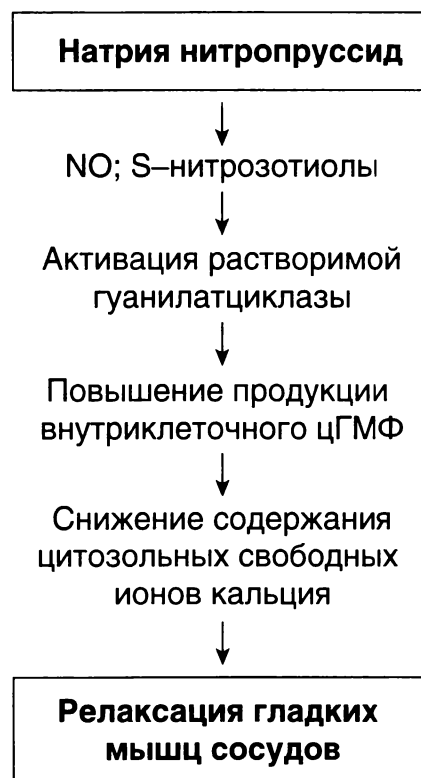 Натрия нитропруссид
NO; S–нитрозотиолы
Активация растворимой
гуанилатциклазы
Повышение продукции
внутриклеточного цГМФ
Снижение содержания
цитозольных свободных
ионов кальция
Релаксация гладких
мышц сосудов